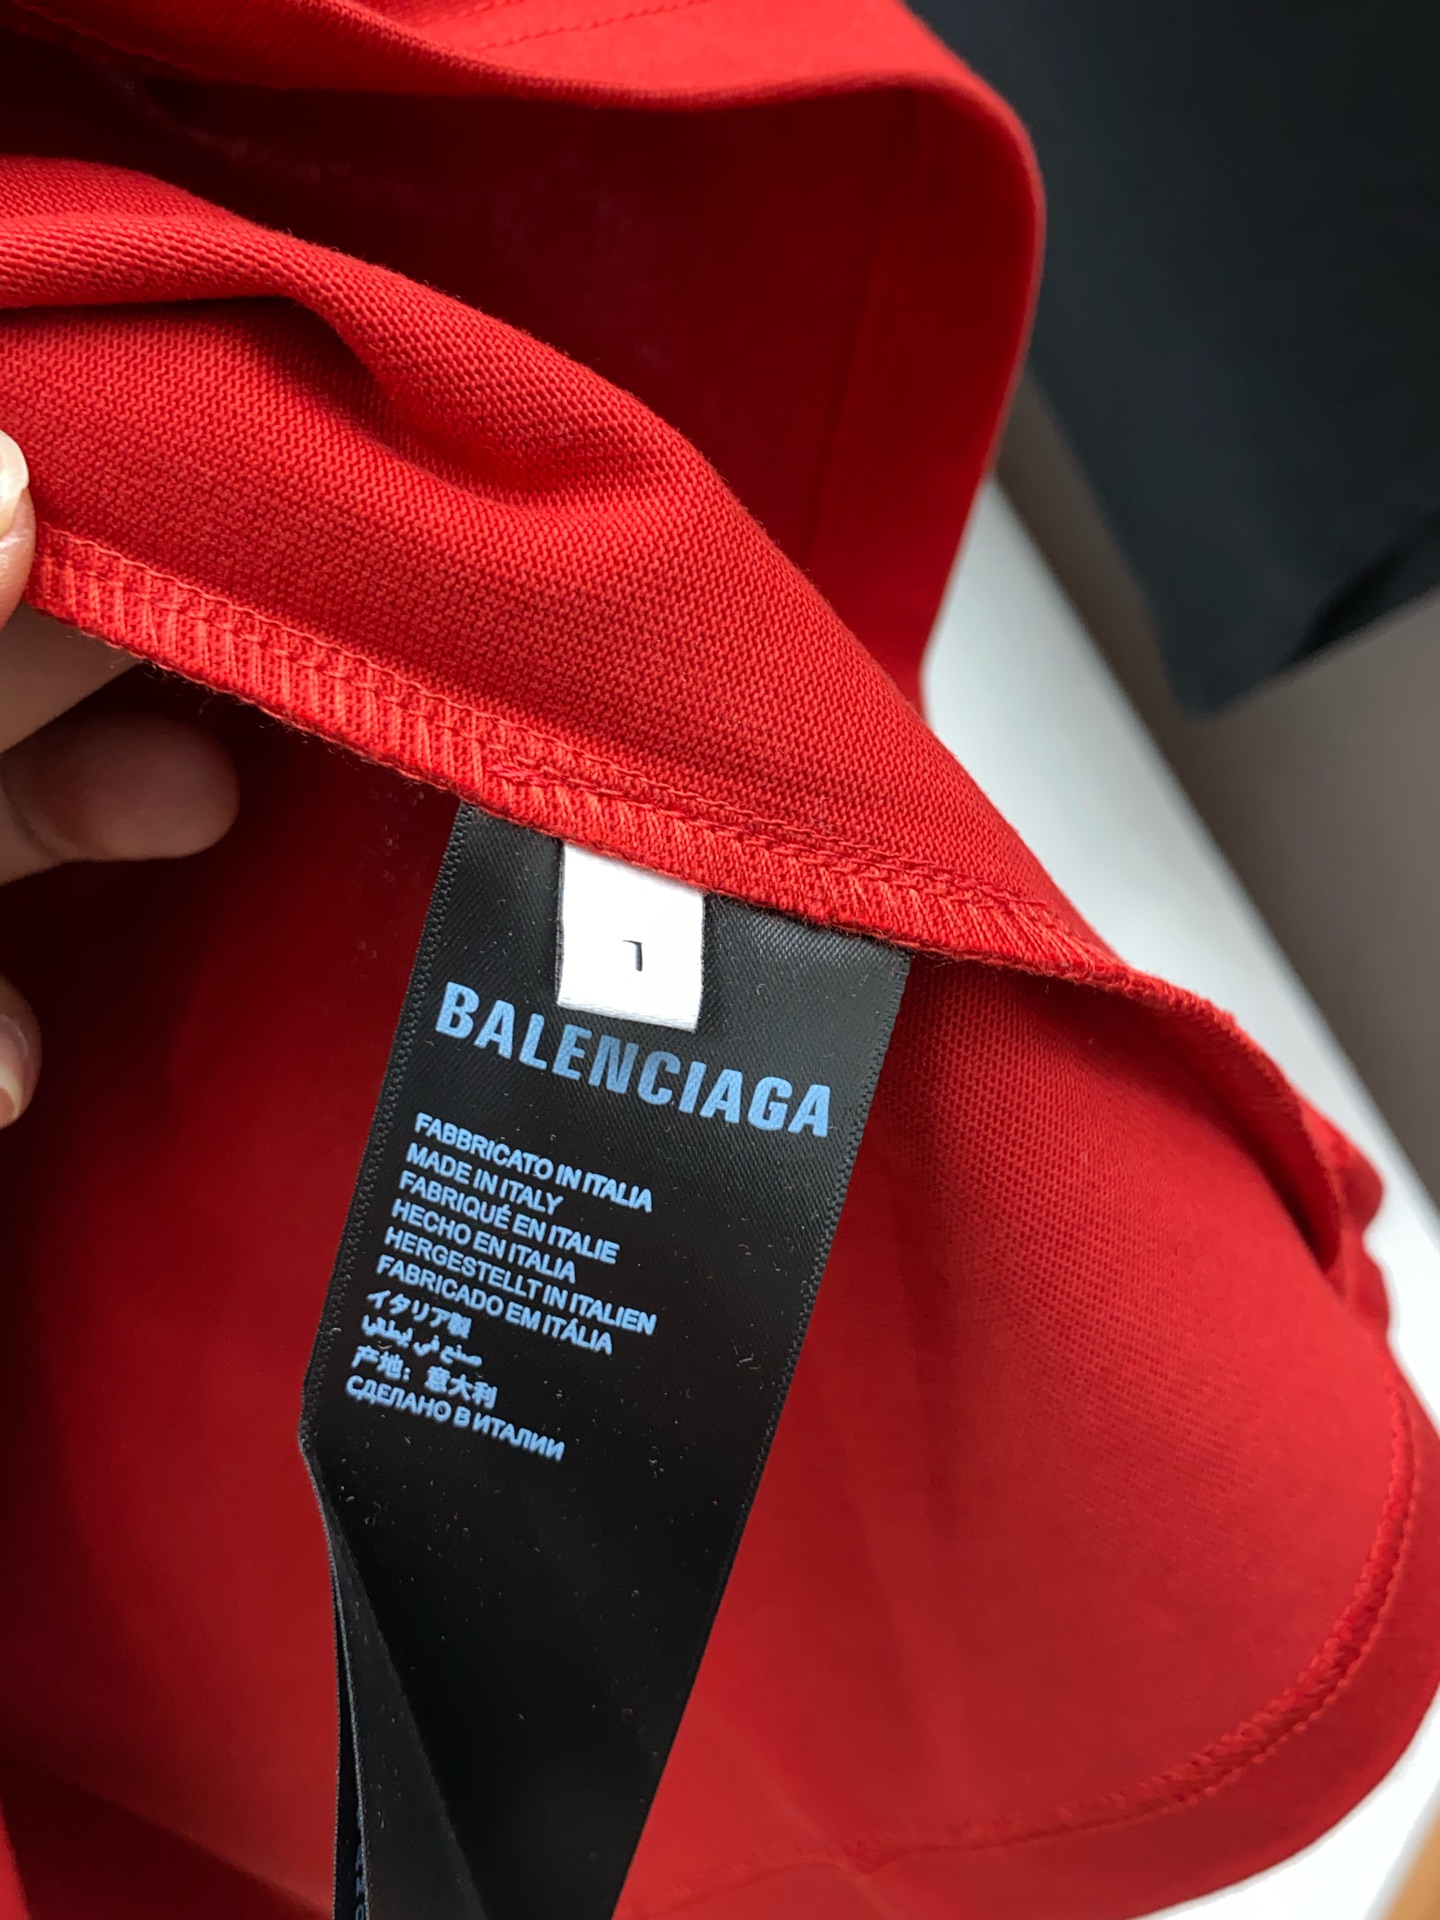 BALENCIAGA
FABBRICATO IN ITALIA
MADE IN ITALY
FABRIQUÉ EN ITALIE
HECHO EN ITALIA
HERGESTELLT IN ITALIEN
FABRICADO EM ITÁLIA
イタリア製
صنع في إيطاليا
产地：意大利
СДЕЛАНО В ИТАЛИИ